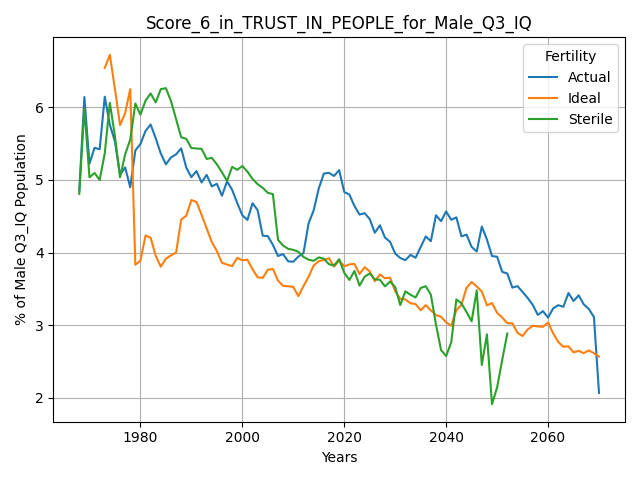 Score_6_in_TRUST_IN_PEOPLE_for_Male_Q3_IQ
Fertility
Actual
Ideal
Sterile
% of Male Q3_IQ Population
6
5
4
3
2
1980
2000
2020
2040
2060
Years